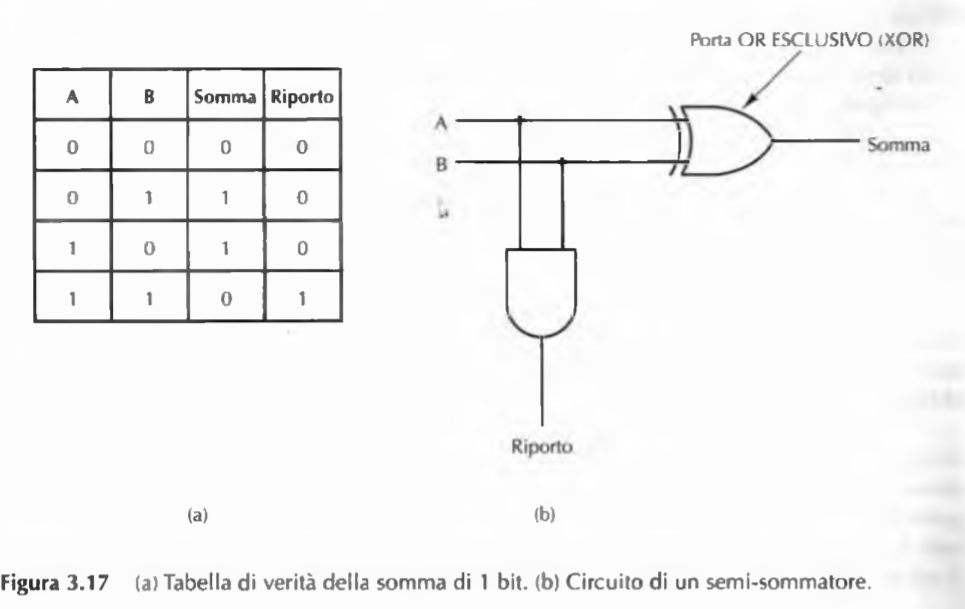 Porta OR ESCLUSIVO (XOR)
A B Somma Riporto
0 0 0 0
0 1 1 0
1 0 1 0
1 1 0 1
A
B
Somma
Riporto
(a)
(b)
Figura 3.17 (a) Tabella di verità della somma di 1 bit. (b) Circuito di un semi-sommatore.